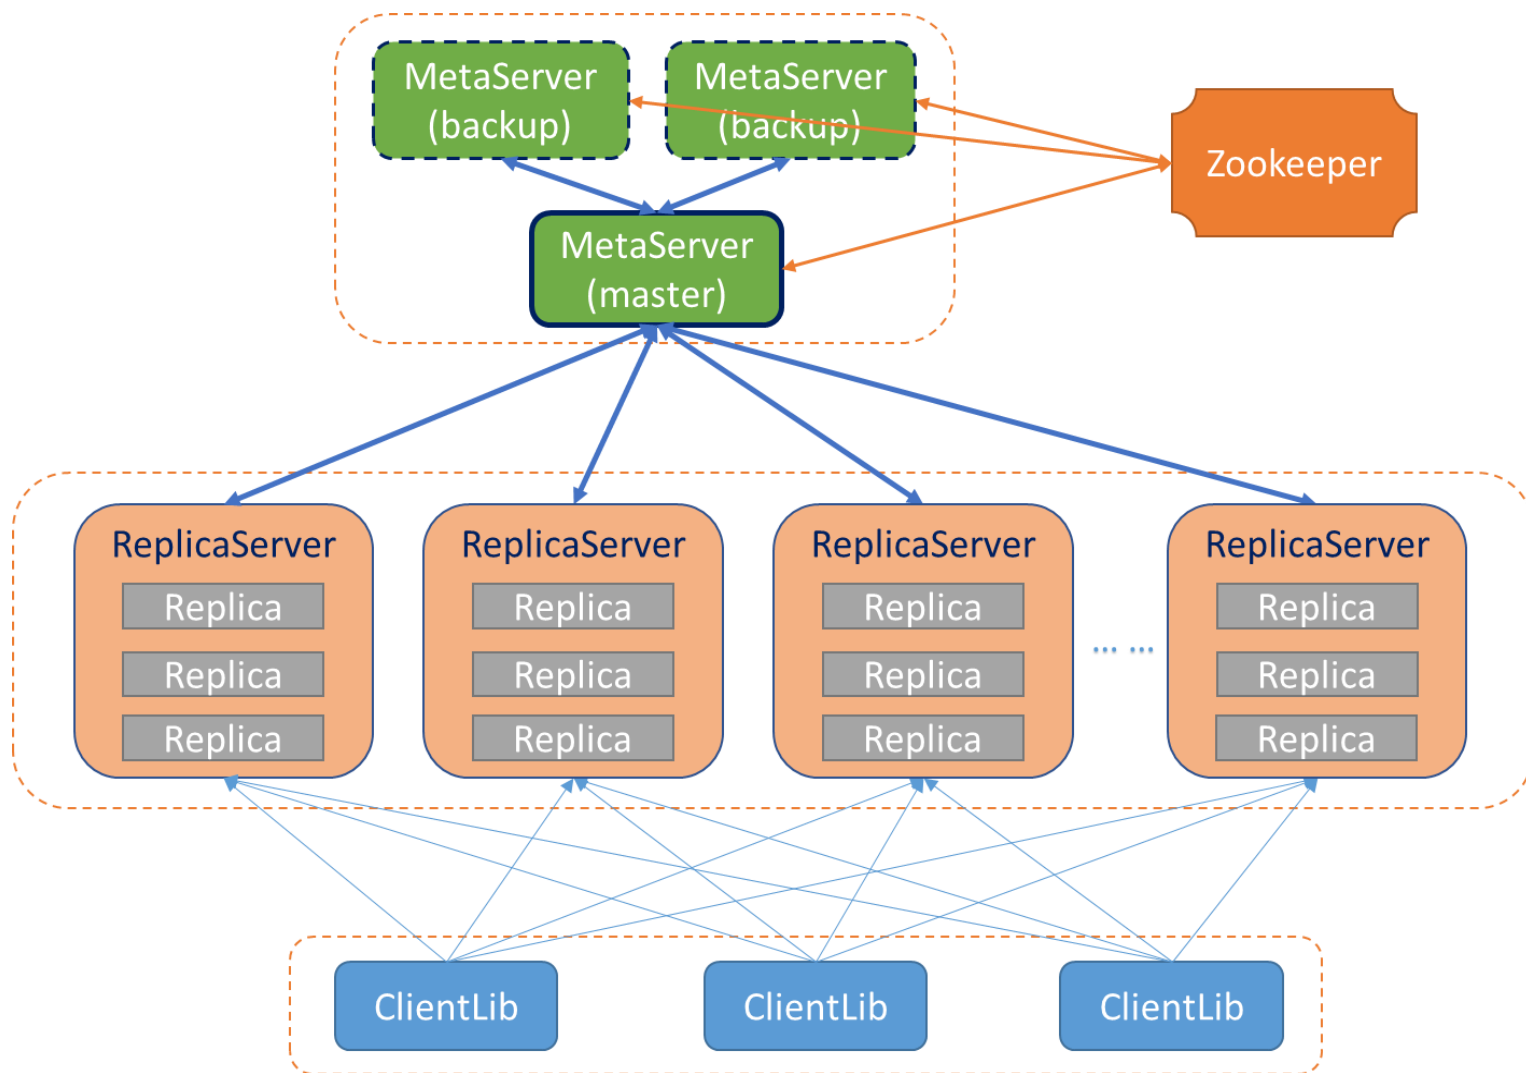 MetaServer
(backup)
MetaServer
(backup)
Zookeeper
MetaServer
(master)
ReplicaServer
Replica
Replica
Replica
ReplicaServer
Replica
Replica
Replica
ReplicaServer
Replica
Replica
Replica
... ...
ReplicaServer
Replica
Replica
Replica
ClientLib
ClientLib
ClientLib